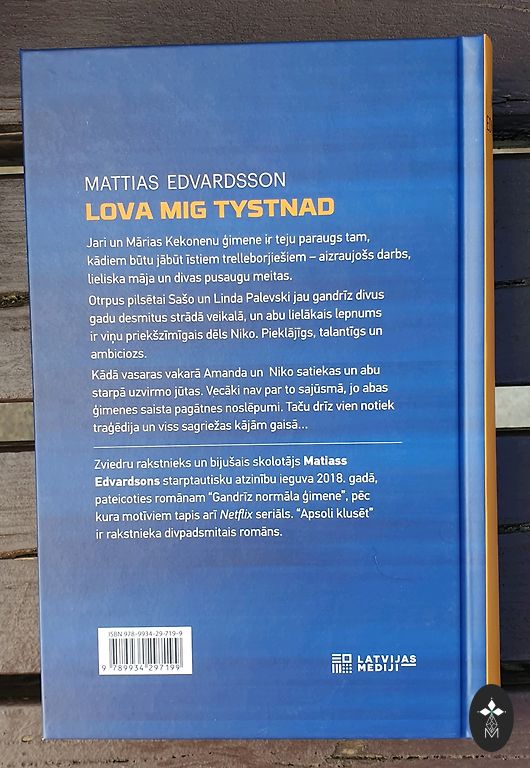 MATTIAS EDVARDSSON
LOVA MIG TYSTNAD
Jari un Mārias Kekonenu ģimene ir teju paraugs tam,
kādiem būtu jābūt īstiem trelleborjiešiem – aizraujošs darbs,
lieliska māja un divas pusaugu meitas.
Otrpus pilsētai Sašo un Linda Palevski jau gandrīz divus
gadu desmitus strādā veikalā, un abu lielākais lepnums
ir viņu priekšzīmīgais dēls Niko. Pieklājīgs, talantīgs un
ambiciozs.
Kādā vasaras vakarā Amanda un Niko satiekas un abu
starpā uzvirmo jūtas. Vecāki nav par to sajūsmā, jo abas
ģimenes saista pagātnes noslēpumi. Taču drīz vien notiek
traģēdija un viss sagriežas kājām gaisā...
Zviedru rakstnieks un bijušais skolotājs Matiass
Edvardsons starptautisku atzinību ieguva 2018. gadā,
pateicoties romānam “Gandrīz normāla ģimene”, pēc
kura motīviem tapis arī Netflix seriāls. “Apsoli klusēt”
ir rakstnieka divpadsmitais romāns.
ISBN 978-9934-29-719-9
9 789934 297199
LATVIJAS
MEDIJI
M